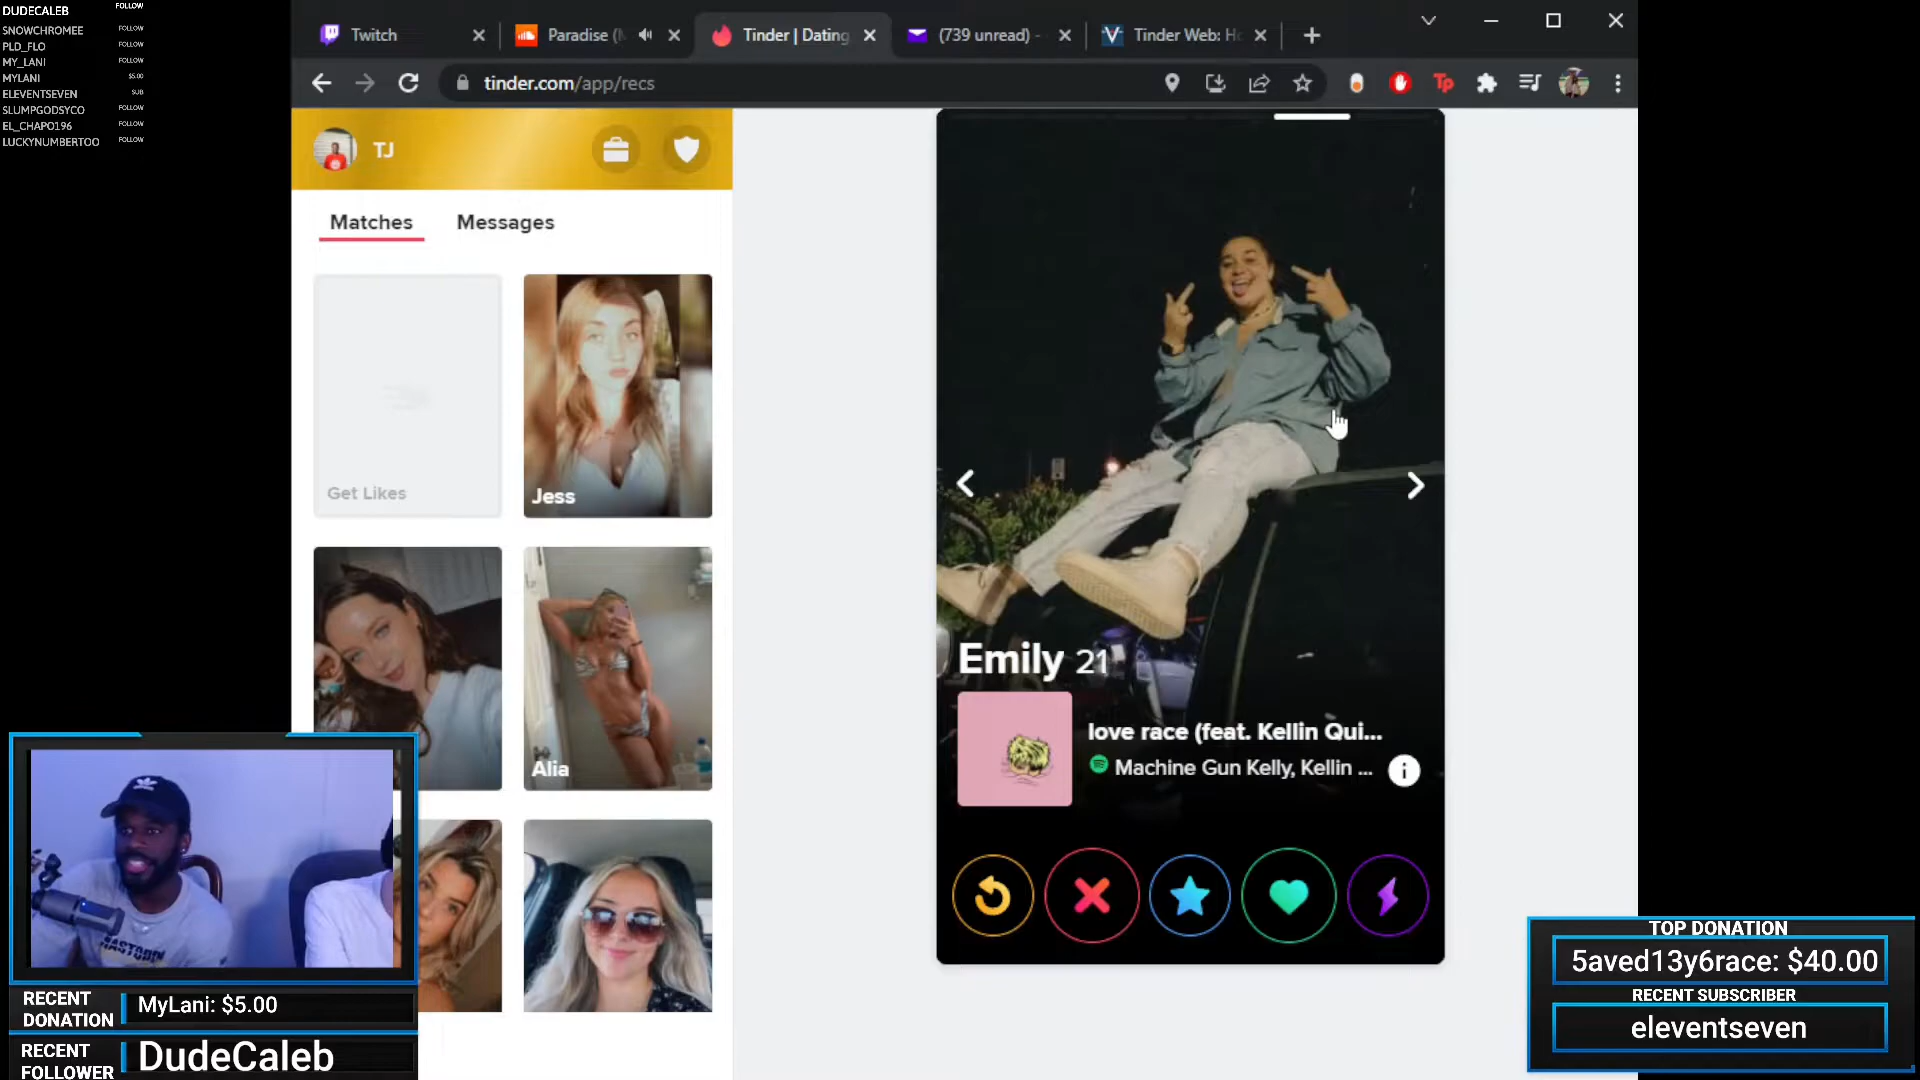 DUDECALEB FOLLOW
SNOWCHROMEE FOLLOW
PLD_FLO FOLLOW
MY_LANI FOLLOW
MYLANI $5.00
ELEVENTSEVEN SUB
SLUMPGODSYCO FOLLOW
EL_CHAPO196 FOLLOW
LUCKYNUMBERTOO FOLLOW
Twitch
Paradise (
Tinder | Dating
(739 unread) -
Tinder Web: Ho
tinder.com/app/recs
Tp
TJ
Matches
Messages
Get Likes
Jess
Alia
Emily 21
love race (feat. Kellin Qui...
Machine Gun Kelly, Kellin ...
RECENT DONATION
MyLani: $5.00
RECENT FOLLOWER
DudeCaleb
TOP DONATION
5aved13y6race: $40.00
RECENT SUBSCRIBER
eleventseven